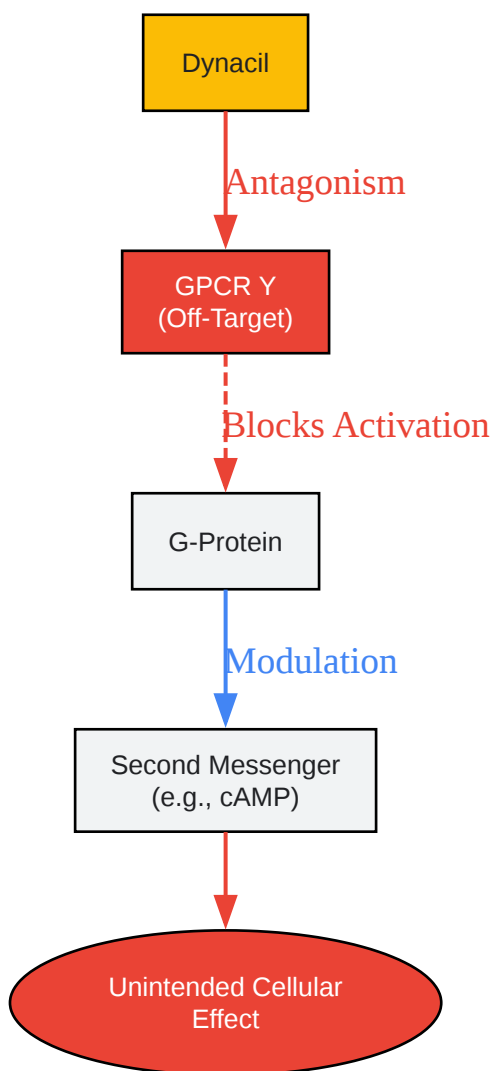 Dynacil
Antagonism
GPCR Y
(Off-Target)
Blocks Activation
G-Protein
Modulation
Second Messenger
(e.g., cAMP)
Unintended Cellular
Effect